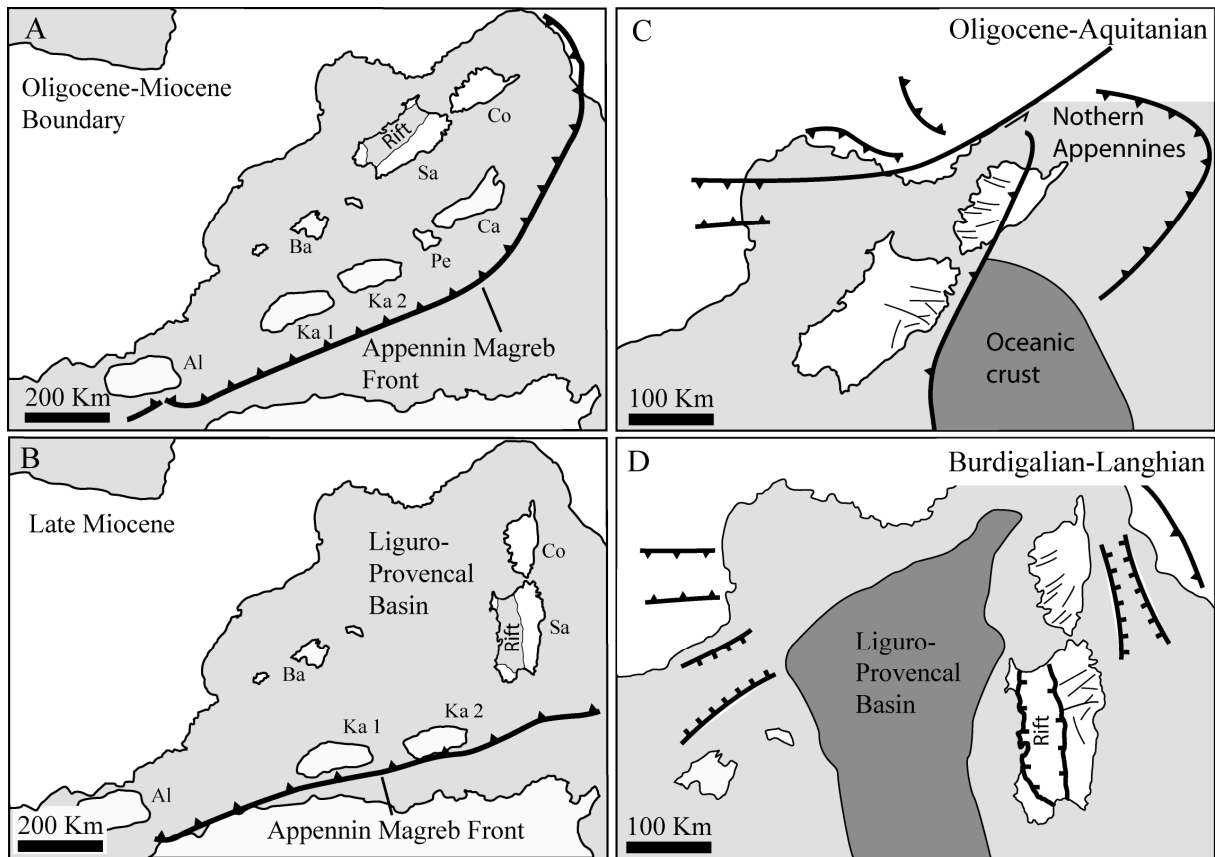 A
Oligocene-Miocene
Boundary
Co
Rift
Sa
Ca
Ba
Pe
Ka 2
Ka 1
Al
Appennin Magreb
Front
200 Km
B
Late Miocene
Liguro-
Provencal
Basin
Co
Rift
Sa
Ba
Ka 1
Ka 2
Al
Appennin Magreb Front
200 Km
C
Oligocene-Aquitanian
Nothern
Appennines
Oceanic
crust
100 Km
D
Burdigalian-Langhian
Liguro-
Provencal
Basin
Rift
100 Km